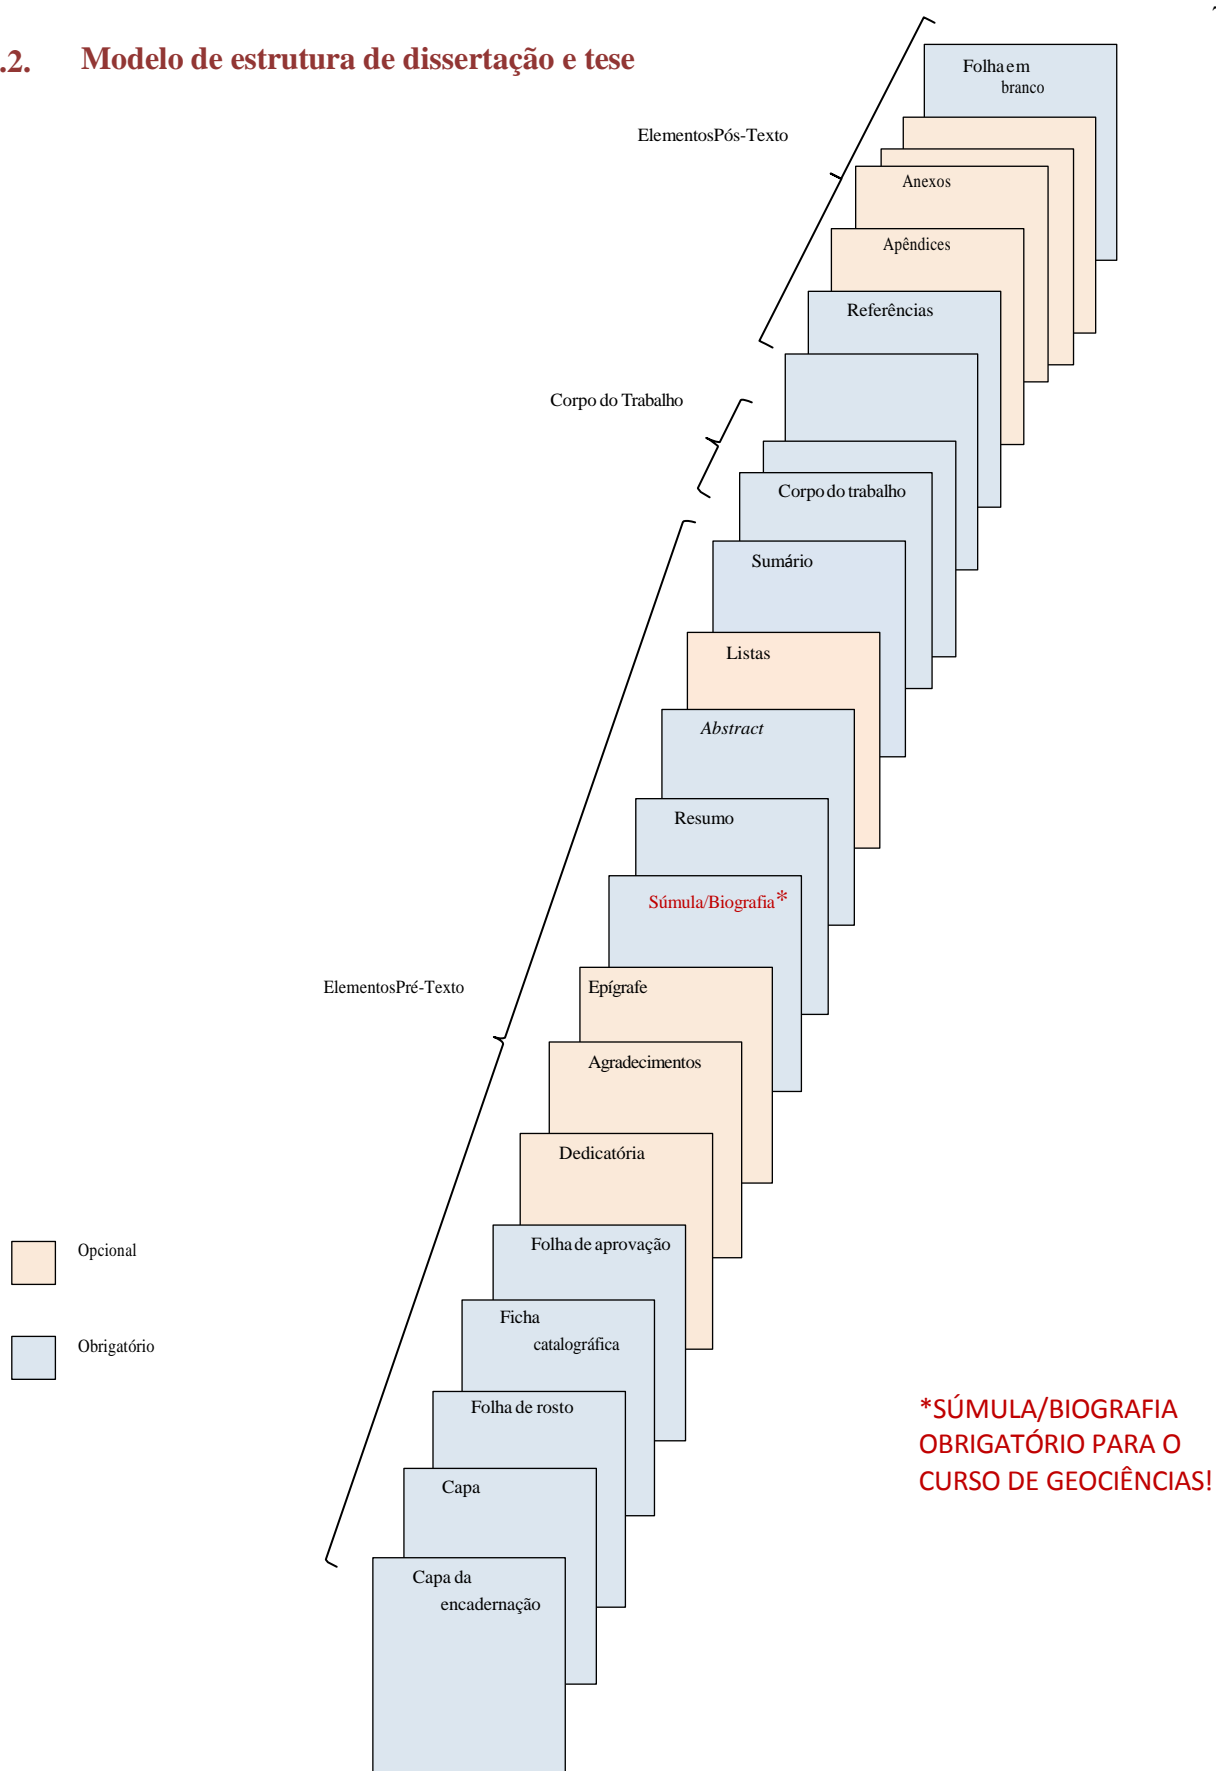 .2. Modelo de estrutura de dissertação e tese
Folha em
branco
ElementosPós-Texto
Anexos
Apêndices
Referências
Corpo do Trabalho
Corpo do trabalho
Sumário
Listas
Abstract
Resumo
Súmula/Biografia*
ElementosPré-Texto
Epígrafe
Agradecimentos
Dedicatória
Folha de aprovação
Opcional
Ficha
catalográfica
Obrigatório
Folha de rosto
*SÚMULA/BIOGRAFIA
OBRIGATÓRIO PARA O
CURSO DE GEOCIÊNCIAS!
Capa
Capa da
encadernação